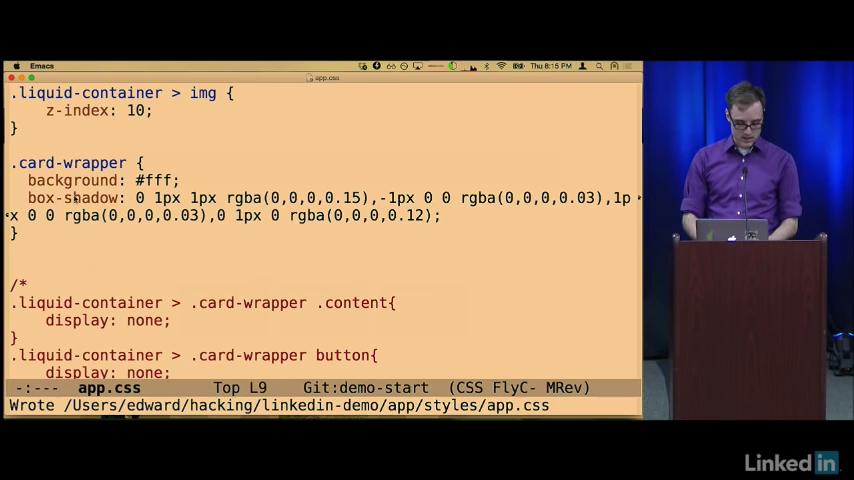 Emacs
Thu 8:15 PM
app.css
.liquid-container > img {
z-index: 10;
}
.card-wrapper {
background: #fff;
box-shadow: 0 1px 1px rgba(0,0,0,0.15),-1px 0 0 rgba(0,0,0,0.03),1p
x 0 0 rgba(0,0,0,0.03),0 1px 0 rgba(0,0,0,0.12);
}
/*
.liquid-container > .card-wrapper .content{
display: none;
}
.liquid-container > .card-wrapper button{
display: none;
-:--- app.css Top L9 Git:demo-start (CSS FlyC- MRev)
Wrote /Users/edward/hacking/linkedin-demo/app/styles/app.css
Linked in